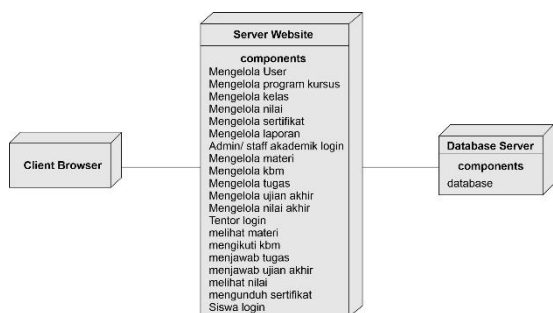 Server Website
components
Mengelola User
Mengelola program kursus
Mengelola kelas
Mengelola nilai
Mengelola sertifikat
Mengelola laporan
Admin/ staff akademik login
Mengelola materi
Mengelola kbm
Mengelola tugas
Mengelola ujian akhir
Mengelola nilai akhir
Tentor login
melihat materi
mengikuti kbm
menjawab tugas
menjawab ujian akhir
melihat nilai
mengunduh sertifikat
Siswa login
Client Browser
Database Server
components
database